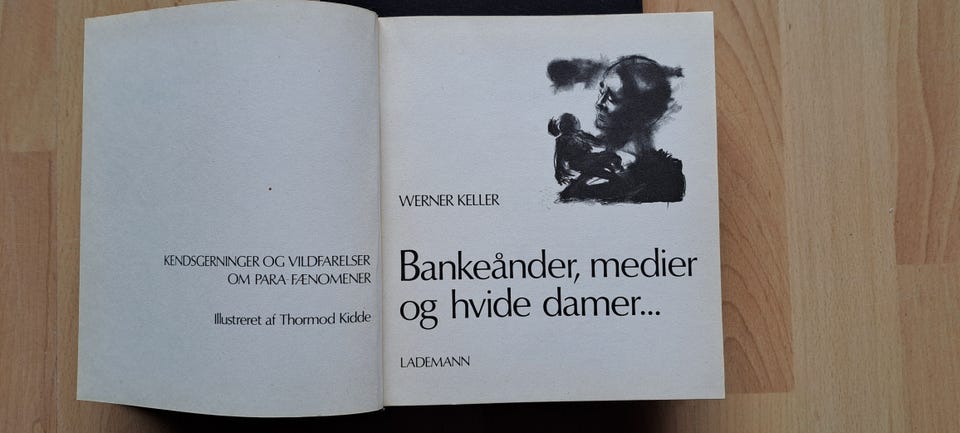 KENDSGERNINGER OG VILDFARELSER
OM PARA-FÆNOMENER
Illustreret af Thormod Kidde
WERNER KELLER
Bankeånder, medier
og hvide damer...
LADEMANN